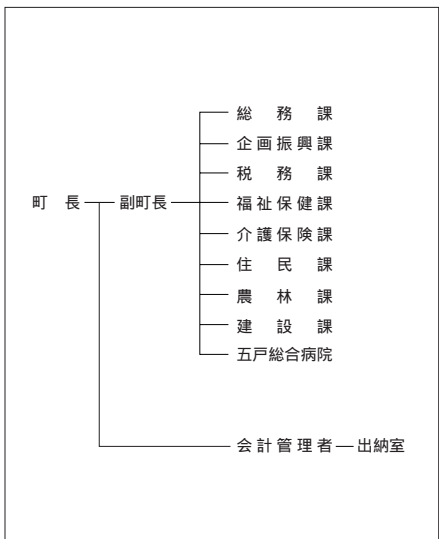 総務課
企画振興課
税務課
町長 副町長 福祉保健課
介護保険課
住民課
農林課
建設課
五戸総合病院
会計管理者 出納室